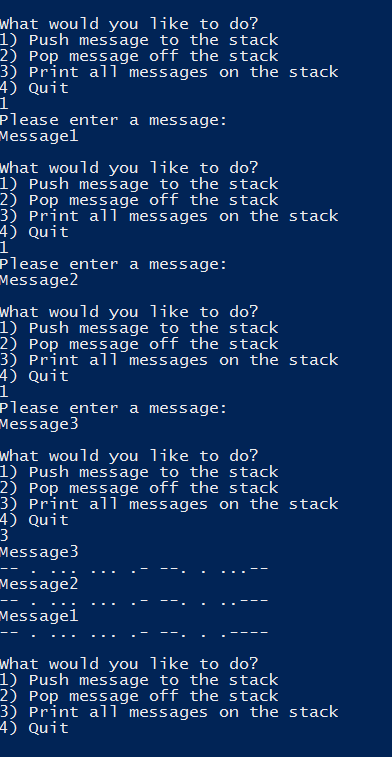 What would you like to do?
1) Push message to the stack
2) Pop message off the stack
3) Print all messages on the stack
4) Quit
1
Please enter a message:
Message1
What would you like to do?
1) Push message to the stack
2) Pop message off the stack
3) Print all messages on the stack
4) Quit
1
Please enter a message:
Message2
What would you like to do?
1) Push message to the stack
2) Pop message off the stack
3) Print all messages on the stack
4) Quit
1
Please enter a message:
Message3
What would you like to do?
1) Push message to the stack
2) Pop message off the stack
3) Print all messages on the stack
4) Quit
3
Message3
-- . ... ... .- --. . ...--
Message2
-- . ... ... .- --. . ..---
Message1
-- . ... ... .- --. . .----
What would you like to do?
1) Push message to the stack
2) Pop message off the stack
3) Print all messages on the stack
4) Quit